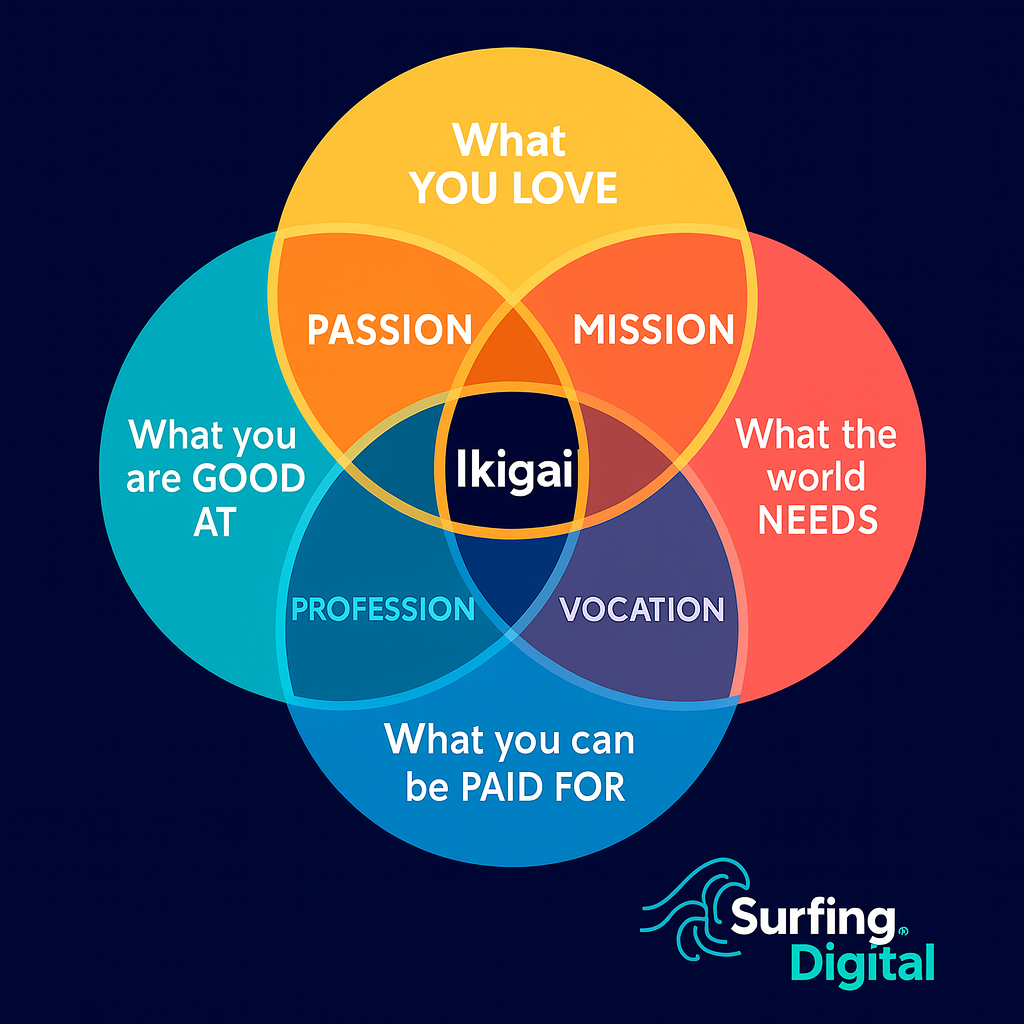 What
YOU LOVE
PASSION
MISSION
What you
are GOOD
AT
Ikigai
What the
world
NEEDS
PROFESSION
VOCATION
What you can
be PAID FOR
Surfing®
Digital